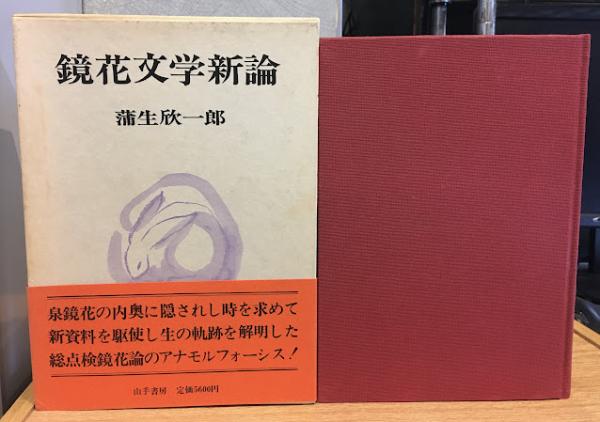 鏡花文学新論
蒲生欣一郎
泉鏡花の内奥に隠されし時を求めて
新資料を駆使し生の軌跡を解明した
総点検鏡花論のアナモルフォーシス!
山手書房 定価5600円